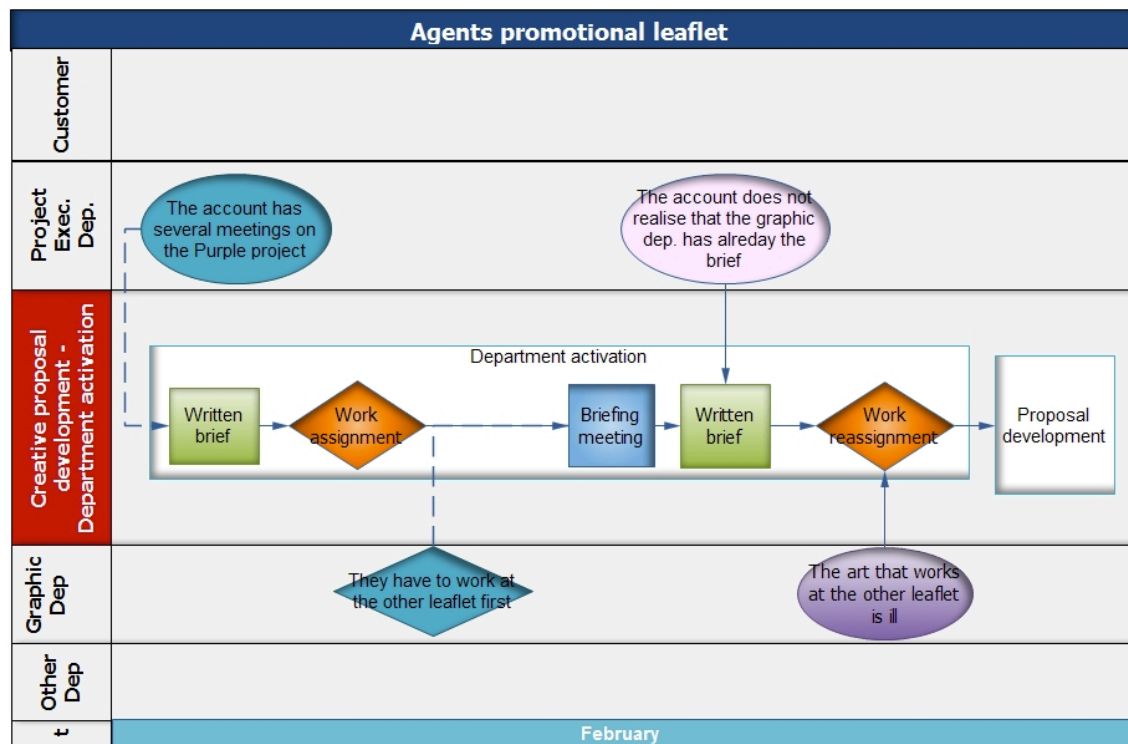 Agents promotional leaflet
Customer
Project
Exec.
Dep.
The account has
several meetings on
the Purple project
The account does not
realise that the graphic
dep. has alreday the
brief
Creative proposal
development -
Department activation
Department activation
Written
brief
Work
assignment
Briefing
meeting
Written
brief
Work
reassignment
Proposal
development
Graphic
Dep
They have to work at
the other leaflet first
The art that works
at the other leaflet
is ill
Other
Dep
t
February